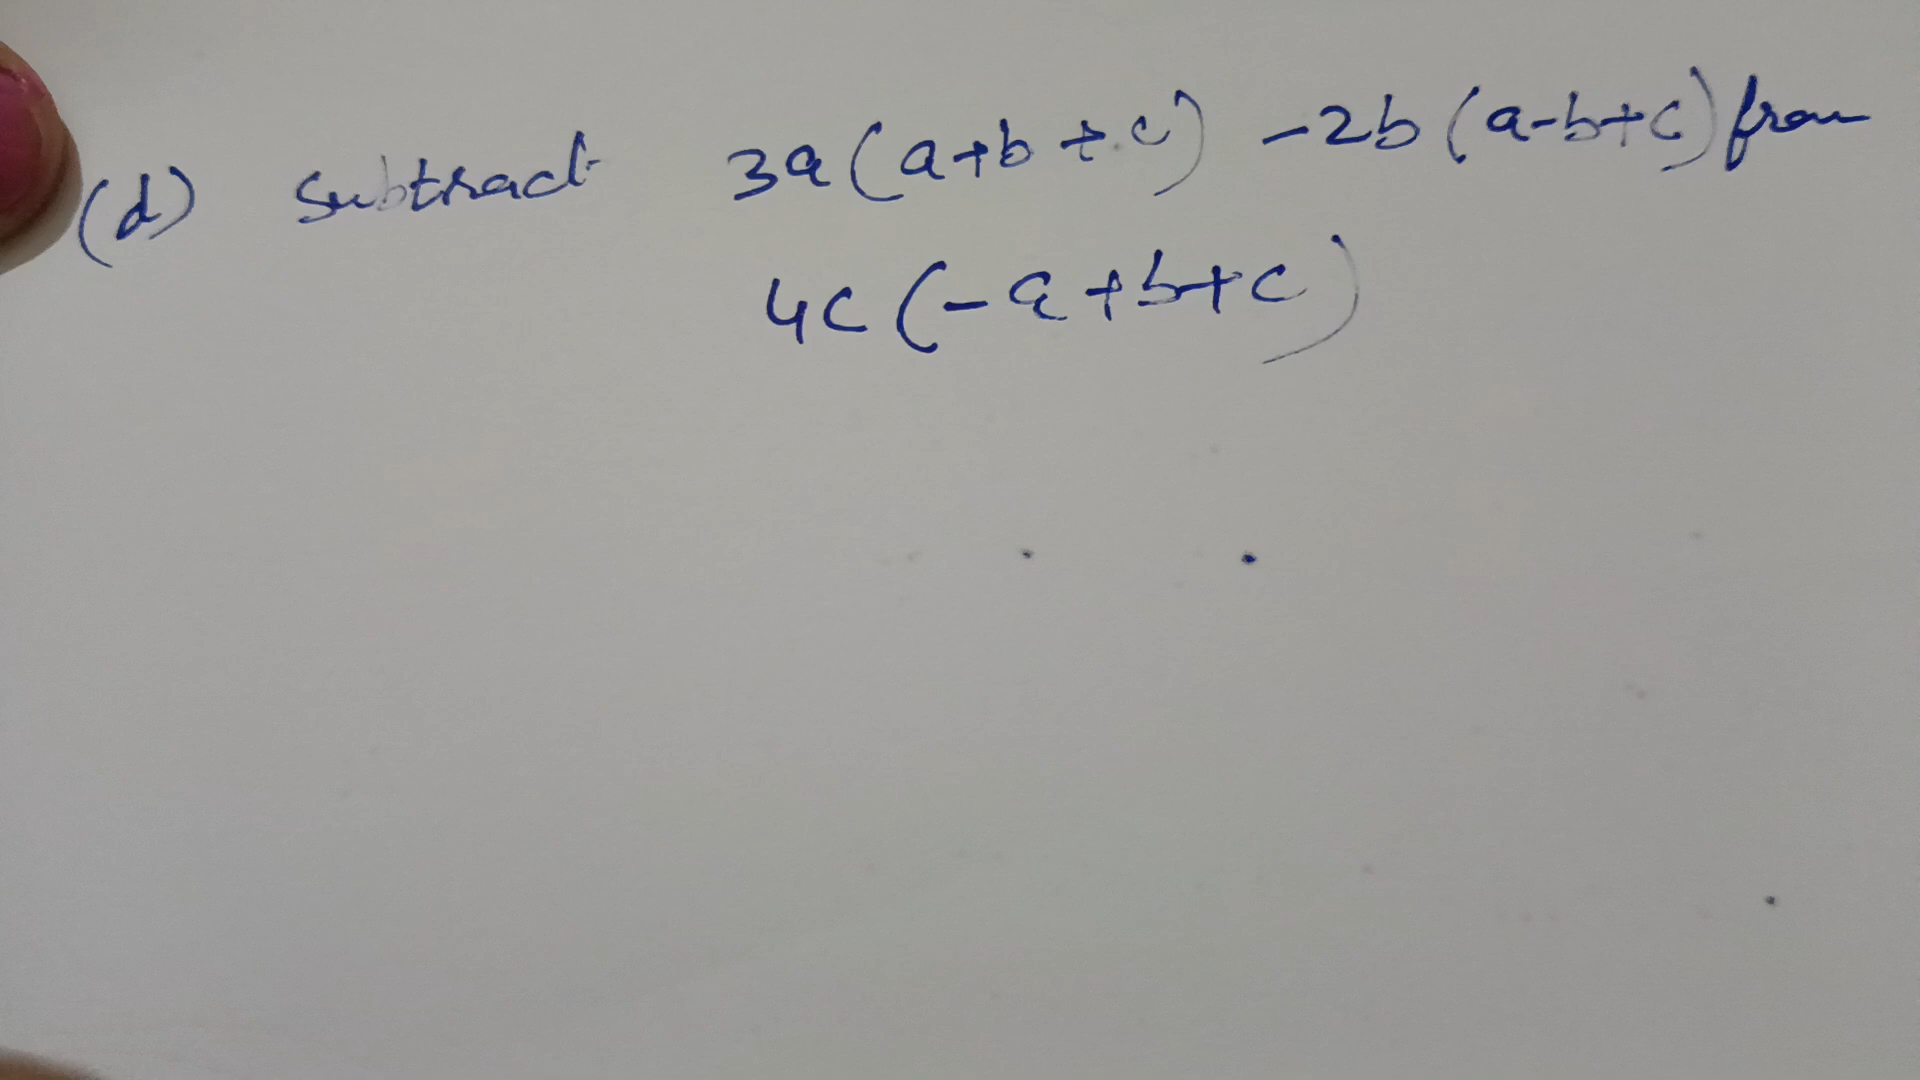 (d) subtract 3a(a+b+c) -2b(a-b+c) from
4c(-a+b+c)